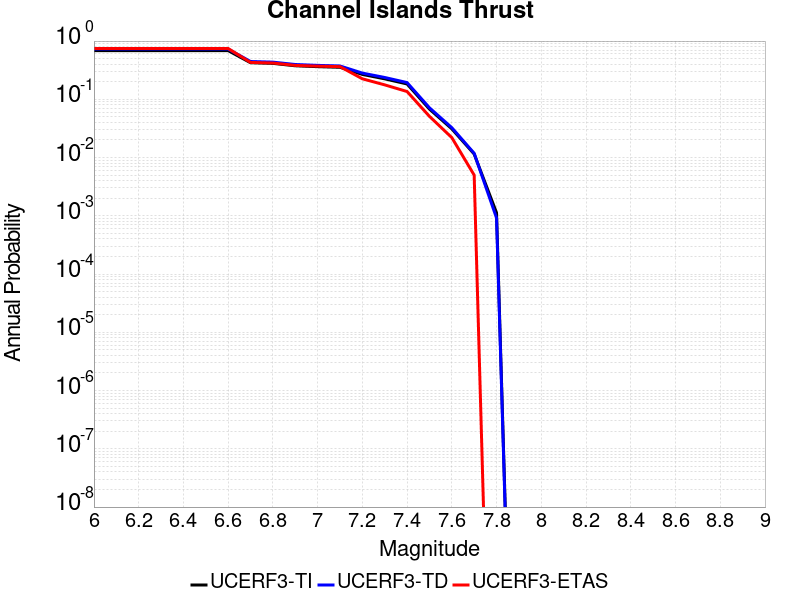 Channel Islands Thrust
10^0
10^-1
10^-2
10^-3
10^-4
10^-5
10^-6
10^-7
10^-8
Annual Probability
6 6.2 6.4 6.6 6.8 7 7.2 7.4 7.6 7.8 8 8.2 8.4 8.6 8.8 9
Magnitude
UCERF3-TI UCERF3-TD UCERF3-ETAS